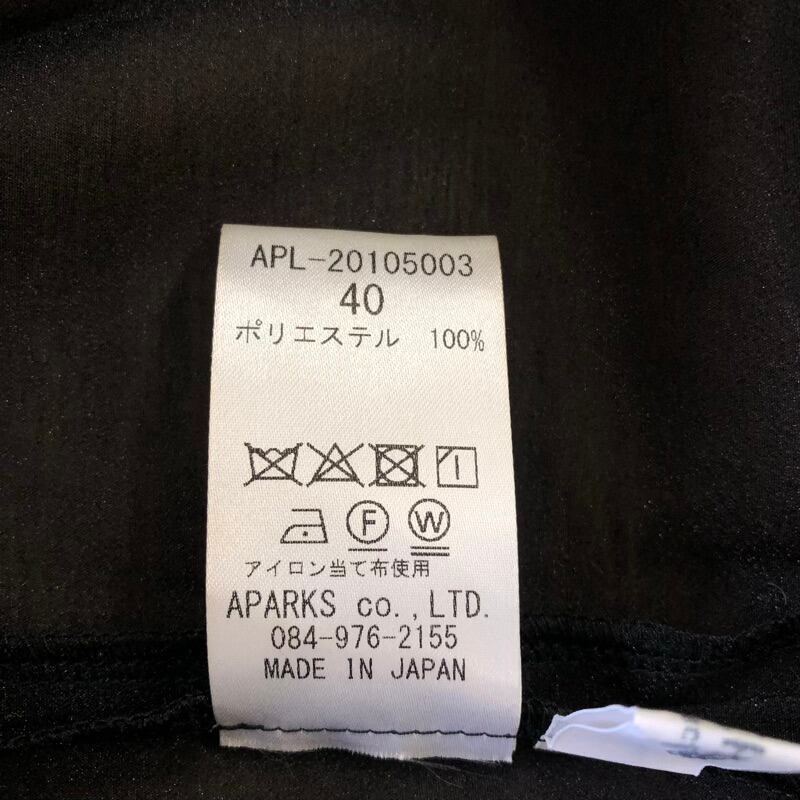 APL-20105003
40
ポリエステル 100%
F W
アイロン当て布使用
APARKS co.,LTD.
084-976-2155
MADE IN JAPAN